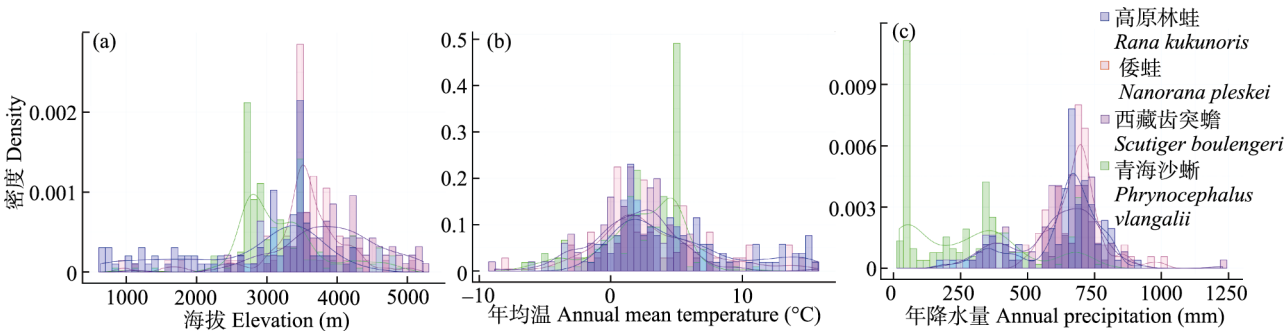 (a)
密度 Density
0.002
0.001
0
1000 2000 3000 4000 5000
海拔 Elevation (m)
(b)
0.5
0.4
0.3
0.2
0.1
0
−10 0 10
年均温 Annual mean temperature (°C)
(c)
0.009
0.006
0.003
0
0 250 500 750 1000 1250
年降水量 Annual precipitation (mm)
高原林蛙
Rana kukunoris
倭蛙
Nanorana pleskei
西藏齿突蟾
Scutiger boulengeri
青海沙蜥
Phrynocephalus
vlangalii